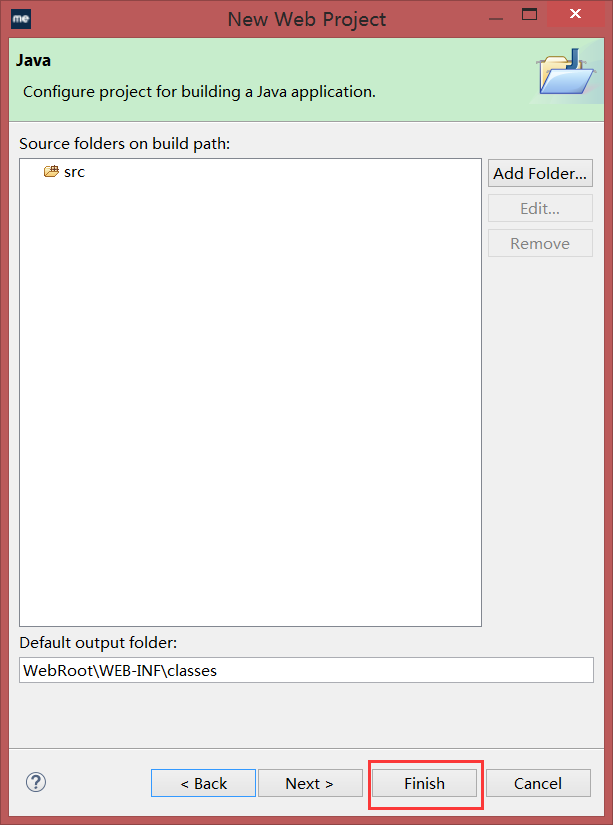 me
New Web Project
Java
Configure project for building a Java application.
Source folders on build path:
src
Add Folder...
Edit...
Remove
Default output folder:
WebRoot\WEB-INF\classes
?
< Back
Next >
Finish
Cancel